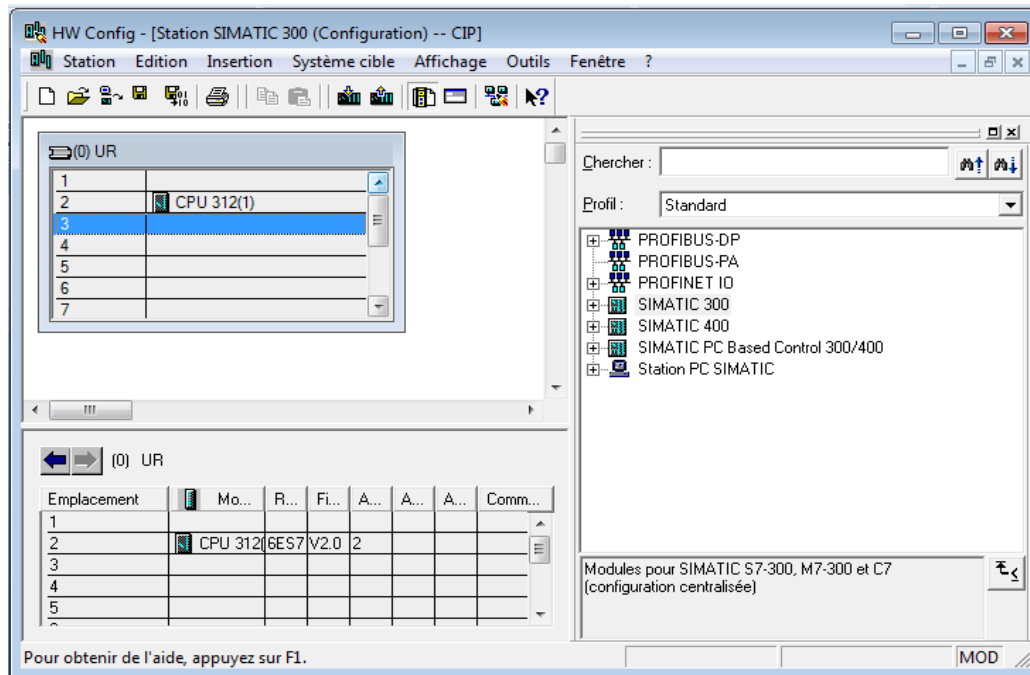 HW Config - [Station SIMATIC 300 (Configuration) -- CIP]
Station Edition Insertion Système cible Affichage Outils Fenêtre ?
(0) UR
1
2 CPU 312(1)
3
4
5
6
7
Chercher :
Profil : Standard
PROFIBUS-DP
PROFIBUS-PA
PROFINET IO
SIMATIC 300
SIMATIC 400
SIMATIC PC Based Control 300/400
Station PC SIMATIC
(0) UR
Emplacement Mo... R... Fi... A... A... A... Comm...
1
2 CPU 312( 6ES7 V2.0 2
3
4
5
Modules pour SIMATIC S7-300, M7-300 et C7
(configuration centralisée)
Pour obtenir de l'aide, appuyez sur F1.
MOD